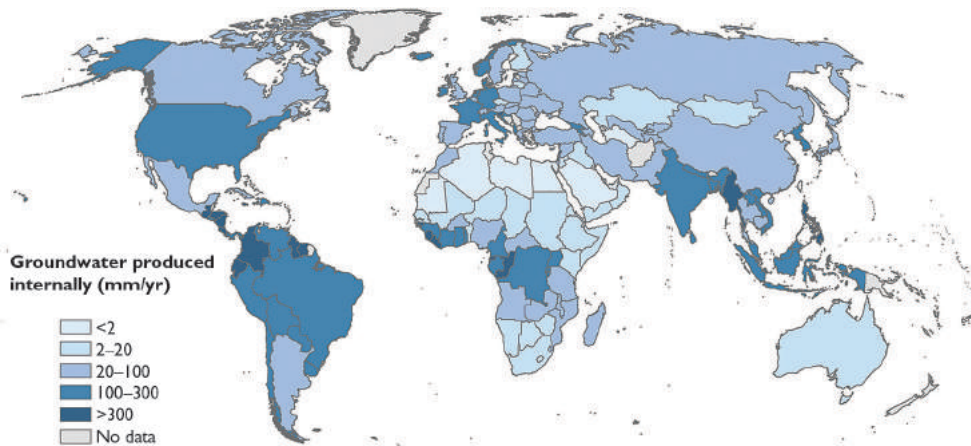 Groundwater produced
internally (mm/yr)
<2
2–20
20–100
100–300
>300
No data